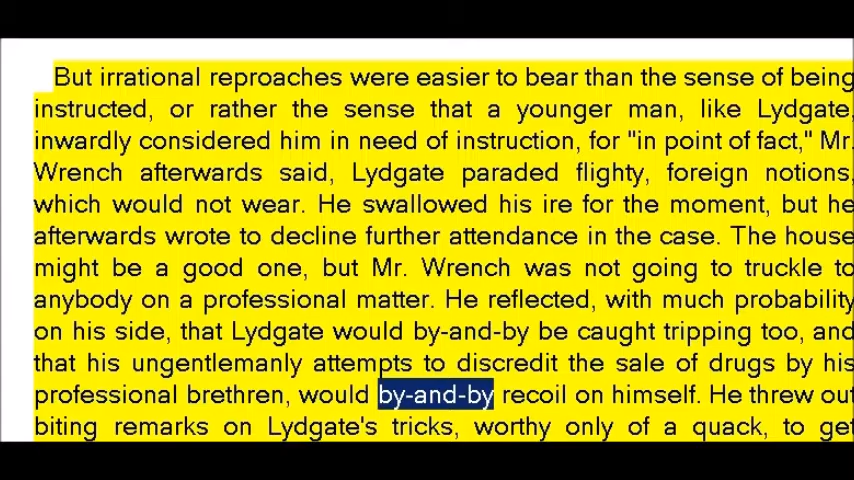 But irrational reproaches were easier to bear than the sense of being
instructed, or rather the sense that a younger man, like Lydgate,
inwardly considered him in need of instruction, for "in point of fact," Mr.
Wrench afterwards said, Lydgate paraded flighty, foreign notions,
which would not wear. He swallowed his ire for the moment, but he
afterwards wrote to decline further attendance in the case. The house
might be a good one, but Mr. Wrench was not going to truckle to
anybody on a professional matter. He reflected, with much probability
on his side, that Lydgate would by-and-by be caught tripping too, and
that his ungentlemanly attempts to discredit the sale of drugs by his
professional brethren, would by-and-by recoil on himself. He threw out
biting remarks on Lydgate's tricks, worthy only of a quack, to get